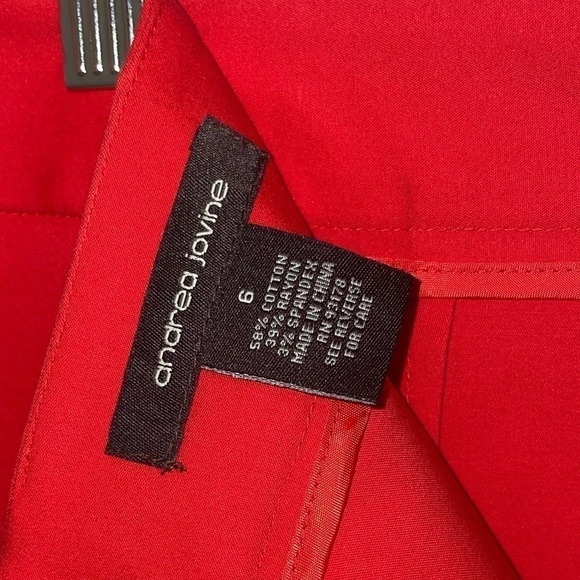 andrea jovine
6
58% COTTON
39% RAYON
3% SPANDEX
MADE IN CHINA
RN 93178
SEE REVERSE
FOR CARE